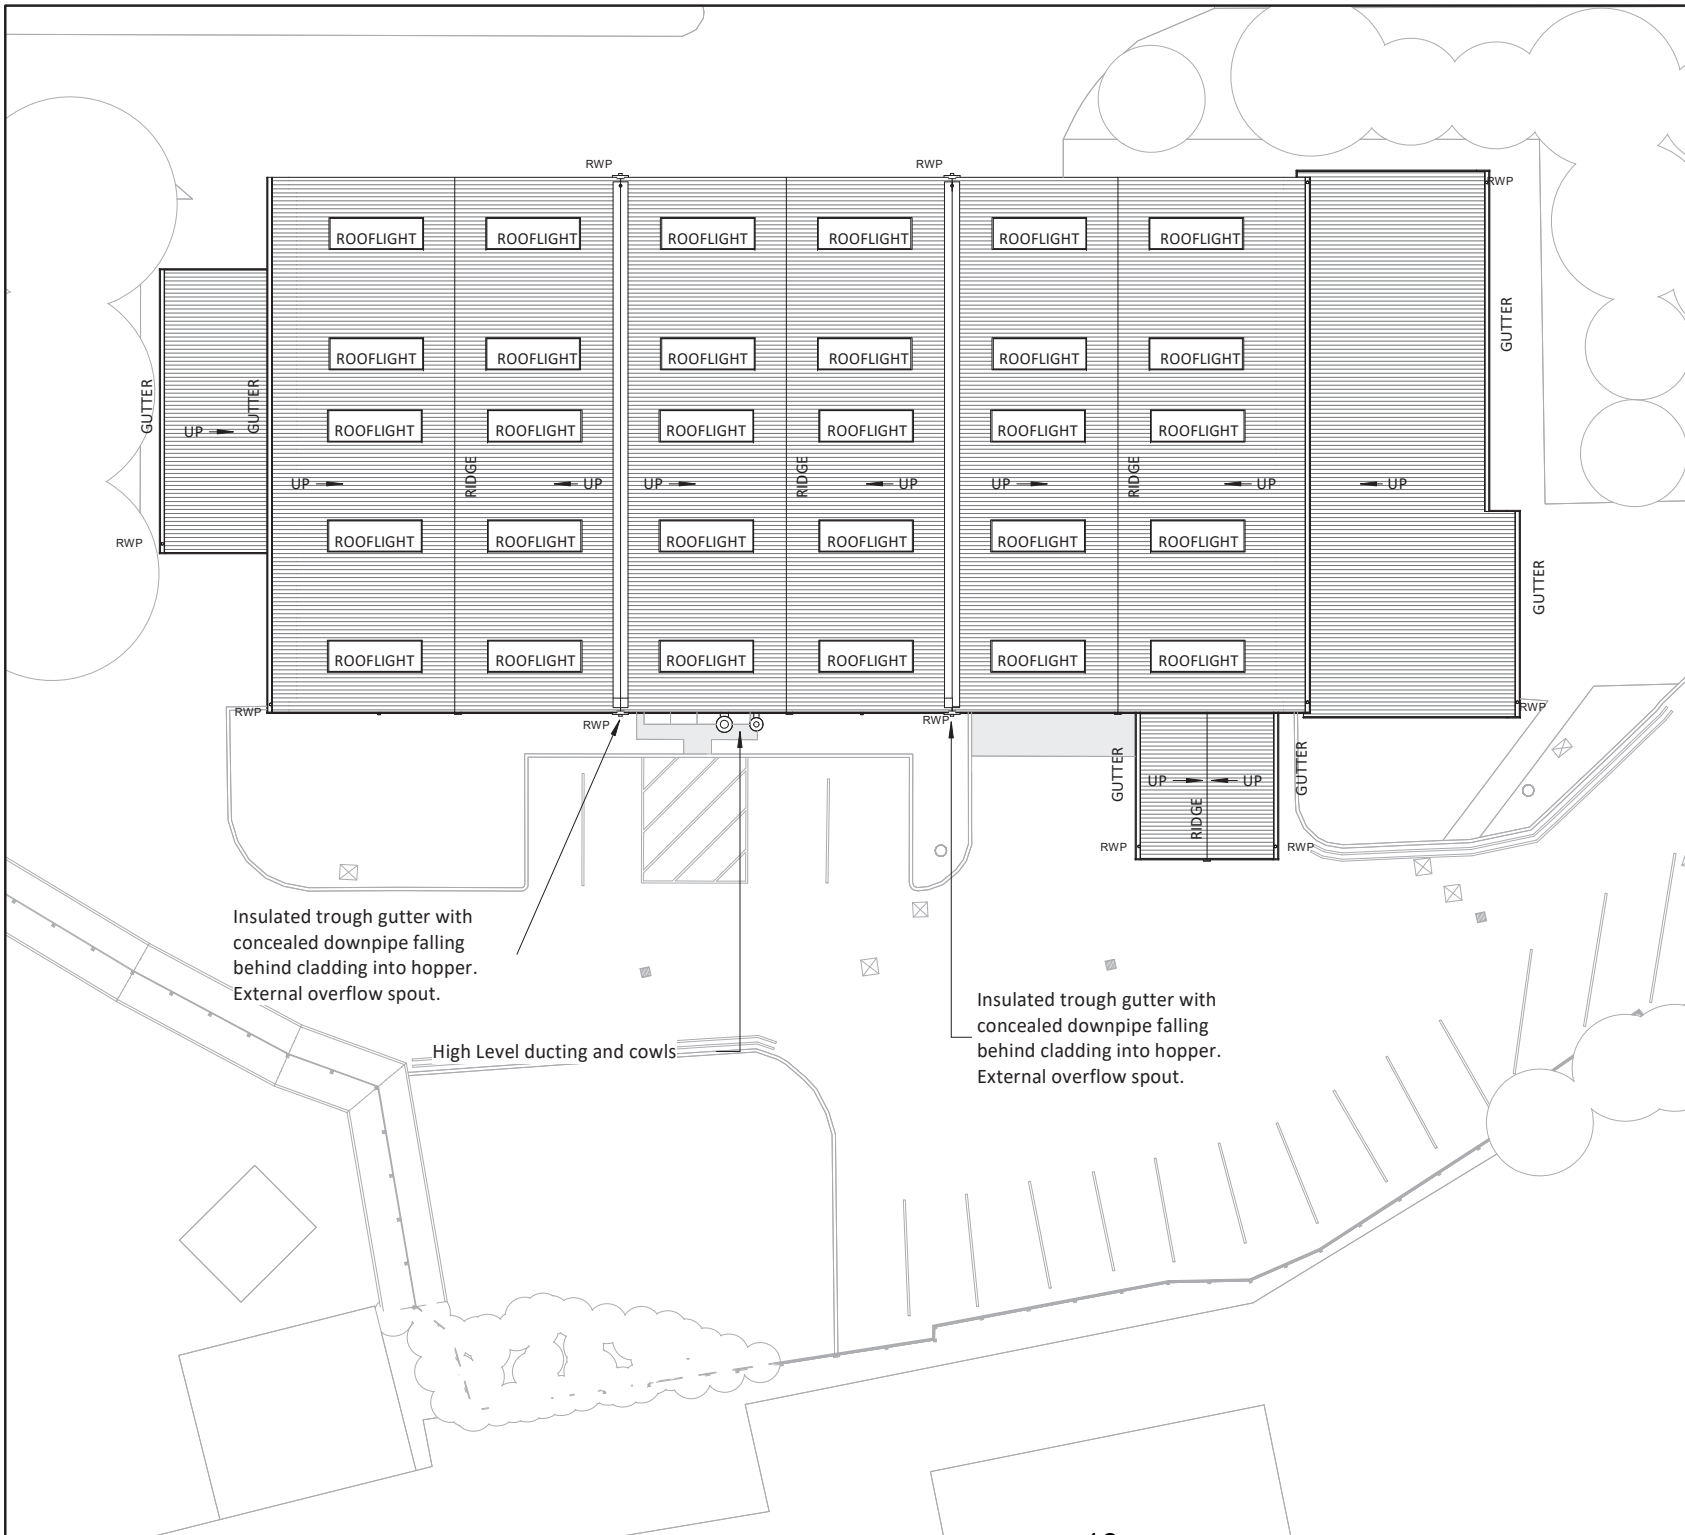 RWP
RWP
RWP
ROOFLIGHT
ROOFLIGHT
ROOFLIGHT
ROOFLIGHT
ROOFLIGHT
ROOFLIGHT
GUTTER
ROOFLIGHT
ROOFLIGHT
ROOFLIGHT
ROOFLIGHT
ROOFLIGHT
ROOFLIGHT
GUTTER
GUTTER
UP
ROOFLIGHT
ROOFLIGHT
ROOFLIGHT
ROOFLIGHT
ROOFLIGHT
ROOFLIGHT
UP
RIDGE
UP
UP
RIDGE
UP
UP
RIDGE
UP
UP
RWP
ROOFLIGHT
ROOFLIGHT
ROOFLIGHT
ROOFLIGHT
ROOFLIGHT
ROOFLIGHT
GUTTER
ROOFLIGHT
ROOFLIGHT
ROOFLIGHT
ROOFLIGHT
ROOFLIGHT
ROOFLIGHT
RWP
RWP
RWP
RWP
GUTTER
UP
UP
GUTTER
RIDGE
RWP
RWP
Insulated trough gutter with
concealed downpipe falling
behind cladding into hopper.
External overflow spout.
High Level ducting and cowls
Insulated trough gutter with
concealed downpipe falling
behind cladding into hopper.
External overflow spout.